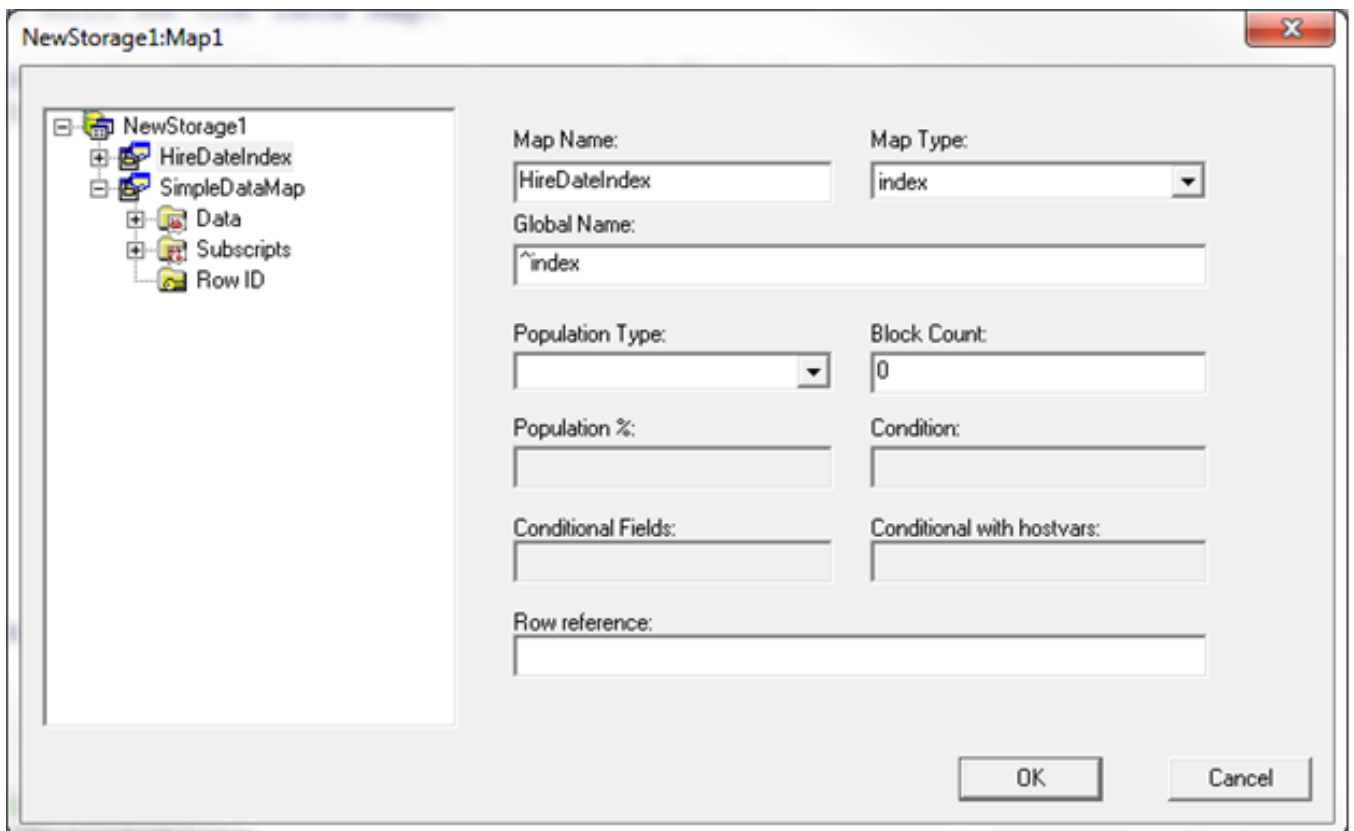 NewStorage1:Map1
NewStorage1
HireDateIndex
SimpleDataMap
Data
Subscripts
Row ID
Map Name:
Map Type:
HireDateIndex
index
Global Name:
^index
Population Type:
Block Count:
0
Population %:
Condition:
Conditional Fields:
Conditional with hostvars:
Row reference:
OK
Cancel